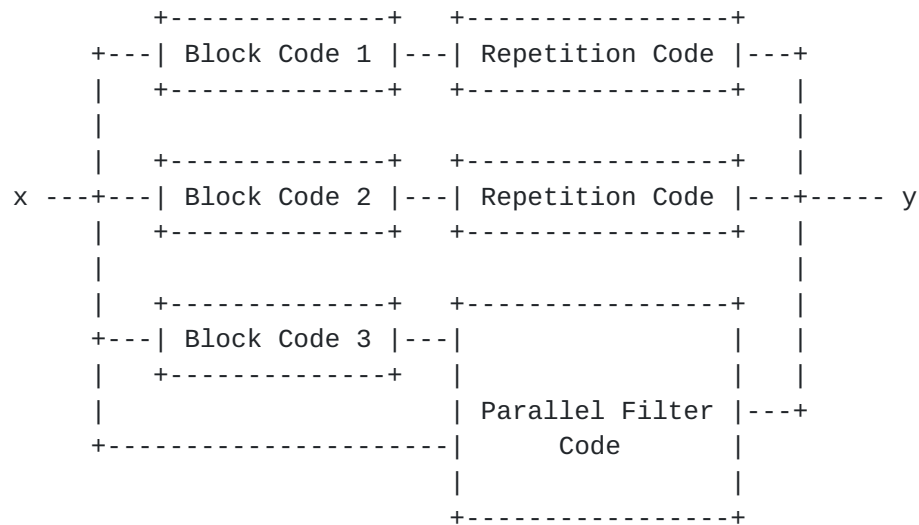 Block Code 1 Repetition Code
x Block Code 2 Repetition Code y
Block Code 3
Parallel Filter
Code